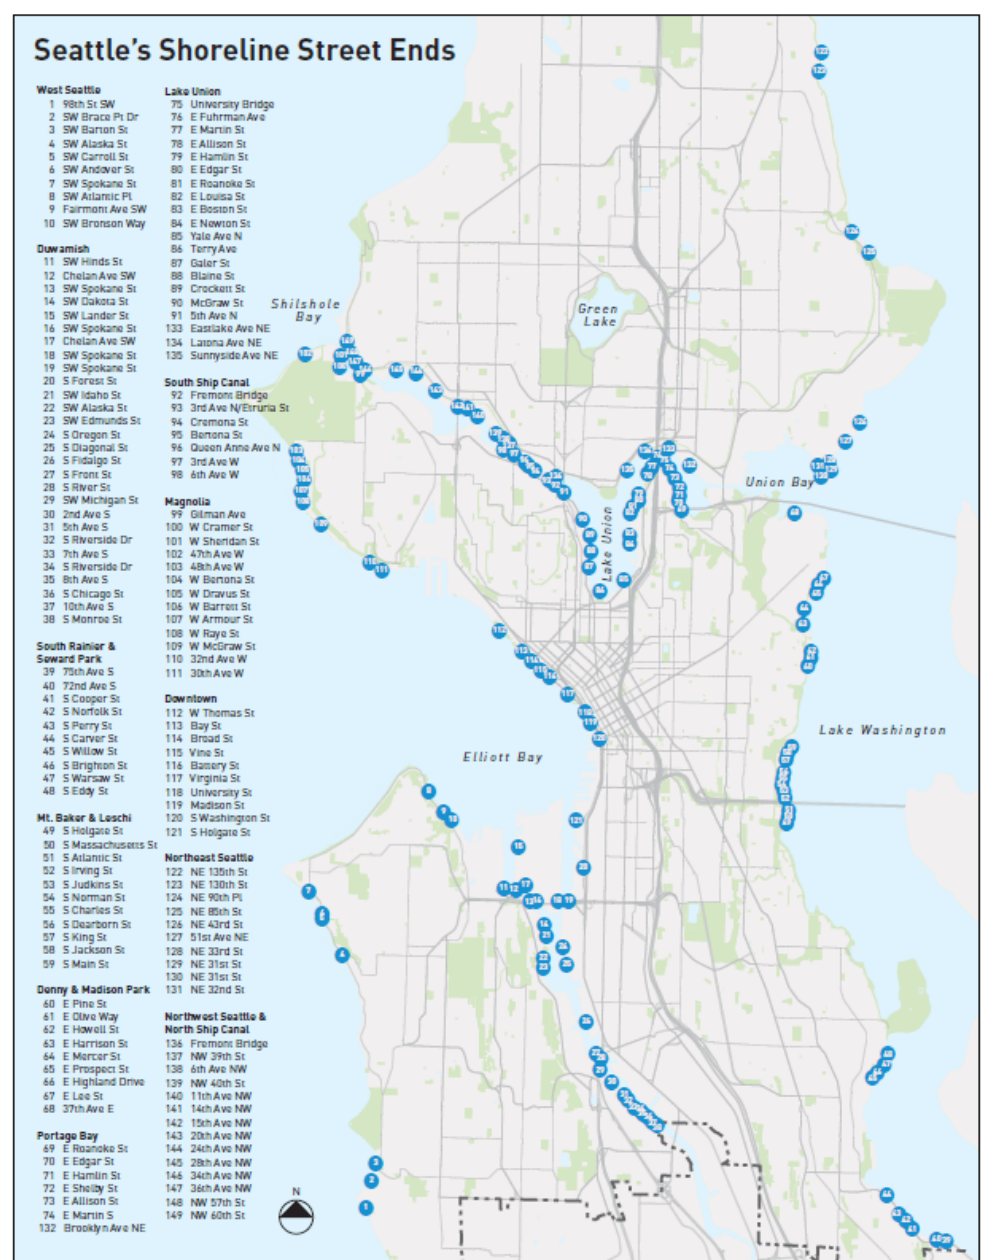 Seattle's Shoreline Street Ends
West Seattle
1 98th St SW
2 SW Brace Pt Dr
3 SW Barton St
4 SW Alaska St
5 SW Carroll St
6 SW Andover St
7 SW Spokane St
8 SW Atlantic Pl
9 Fairmont Ave SW
10 SW Bronson Way
Duwamish
11 SW Hinds St
12 Chelan Ave SW
13 SW Spokane St
14 SW Dakota St
15 SW Lander St
16 SW Spokane St
17 Chelan Ave SW
18 SW Spokane St
19 SW Spokane St
20 S Forest St
21 SW Idaho St
22 SW Alaska St
23 SW Edmunds St
24 S Oregon St
25 S Diagonal St
26 S Fidalgo St
27 S Front St
28 S River St
29 SW Michigan St
30 2nd Ave S
31 5th Ave S
32 S Riverside Dr
33 7th Ave S
34 S Riverside Dr
35 8th Ave S
36 S Chicago St
37 10th Ave S
38 S Monroe St
South Rainier &
Seward Park
39 75th Ave S
40 72nd Ave S
41 S Cooper St
42 S Norfolk St
43 S Perry St
44 S Carver St
45 S Willow St
46 S Brighton St
47 S Warsaw St
48 S Eddy St
Mt. Baker & Leschi
49 S Holgate St
50 S Massachusetts St
51 S Atlantic St
52 S Irving St
53 S Judkins St
54 S Norman St
55 S Charles St
56 S Dearborn St
57 S King St
58 S Jackson St
59 S Main St
Denny & Madison Park
60 E Pine St
61 E Olive Way
62 E Howell St
63 E Harrison St
64 E Mercer St
65 E Prospect St
66 E Highland Drive
67 E Lee St
68 37th Ave E
Portage Bay
69 E Roanoke St
70 E Edgar St
71 E Hamlin St
72 E Shelby St
73 E Allison St
74 E Martin S
132 Brooklyn Ave NE
Lake Union
75 University Bridge
76 E Fuhrman Ave
77 E Martin St
78 E Allison St
79 E Hamlin St
80 E Edgar St
81 E Roanoke St
82 E Louisa St
83 E Boston St
84 E Newton St
85 Yale Ave N
86 Terry Ave
87 Galer St
88 Blaine St
89 Crockett St
90 McGraw St
91 5th Ave N
133 Eastlake Ave NE
134 Latona Ave NE
135 Sunnyside Ave NE
South Ship Canal
92 Fremont Bridge
93 3rd Ave N/Etruria St
94 Cremona St
95 Bertona St
96 Queen Anne Ave N
97 3rd Ave W
98 6th Ave W
Magnolia
99 Gilman Ave
100 W Cramer St
101 W Sheridan St
102 47th Ave W
103 48th Ave W
104 W Bertona St
105 W Dravus St
106 W Barrett St
107 W Armour St
108 W Raye St
109 W McGraw St
110 32nd Ave W
111 30th Ave W
Downtown
112 W Thomas St
113 Bay St
114 Broad St
115 Vine St
116 Battery St
117 Virginia St
118 University St
119 Madison St
120 S Washington St
121 S Holgate St
Northeast Seattle
122 NE 135th St
123 NE 130th St
124 NE 90th Pl
125 NE 85th St
126 NE 43rd St
127 51st Ave NE
128 NE 33rd St
129 NE 31st St
130 NE 31st St
131 NE 32nd St
Northwest Seattle &
North Ship Canal
136 Fremont Bridge
137 NW 39th St
138 6th Ave NW
139 NW 40th St
140 11th Ave NW
141 14th Ave NW
142 15th Ave NW
143 20th Ave NW
144 24th Ave NW
145 28th Ave NW
146 34th Ave NW
147 36th Ave NW
148 NW 57th St
149 NW 60th St
Shilshole
Bay
Green
Lake
Union Bay
Lake Union
Lake Washington
Elliott Bay
N